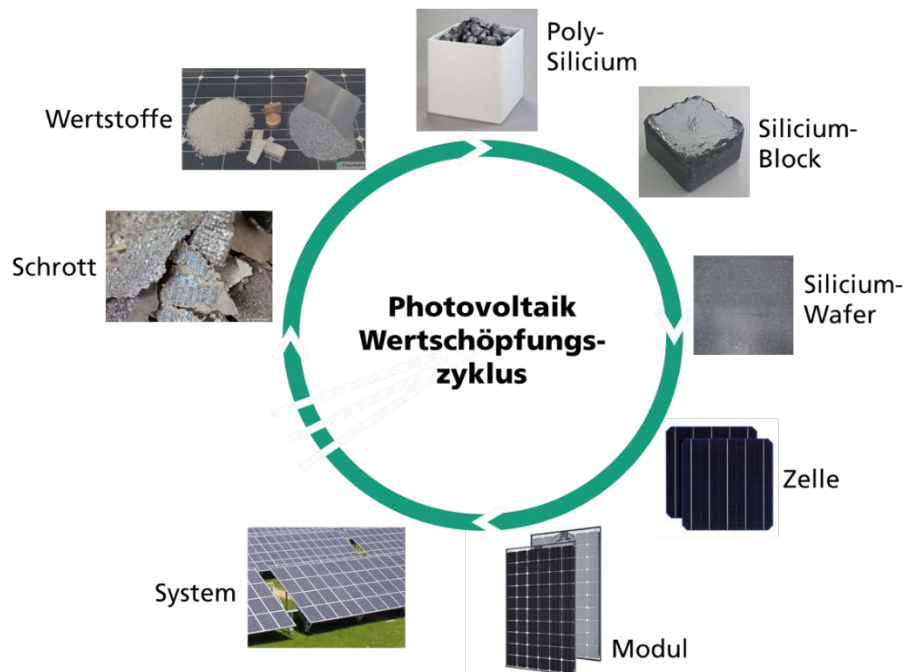 Poly-
Silicium
Silicium-
Block
Silicium-
Wafer
Zelle
Modul
System
Schrott
Wertstoffe
Photovoltaik
Wertschöpfungs-
zyklus